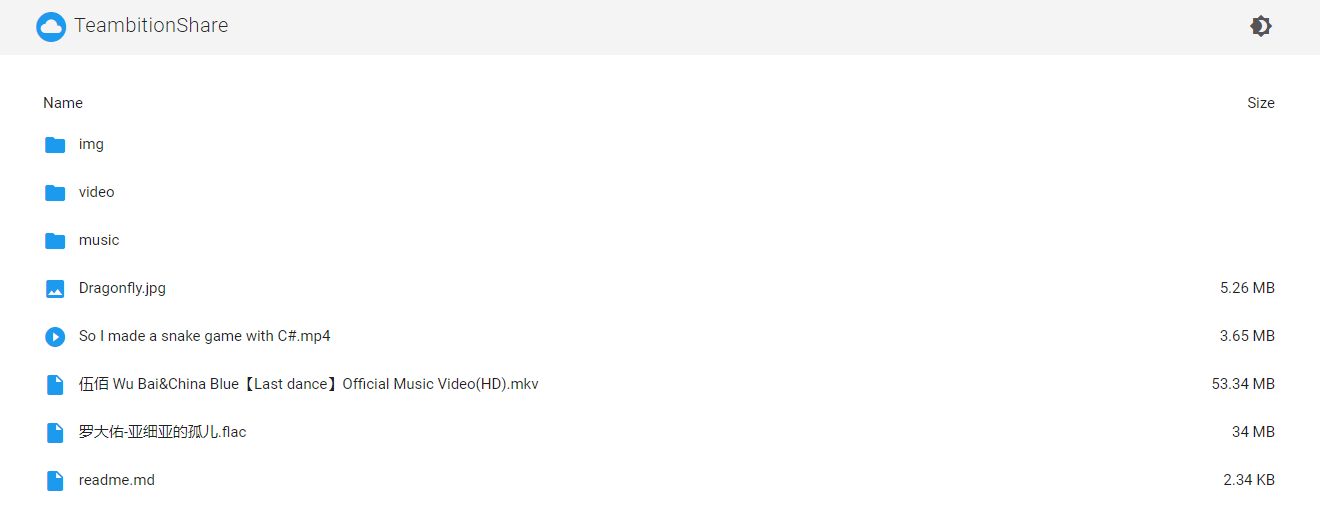 TeambitionShare
Name Size
img
video
music
Dragonfly.jpg 5.26 MB
So I made a snake game with C#.mp4 3.65 MB
伍佰 Wu Bai&China Blue【Last dance】Official Music Video(HD).mkv 53.34 MB
罗大佑-亚细亚的孤儿.flac 34 MB
readme.md 2.34 KB